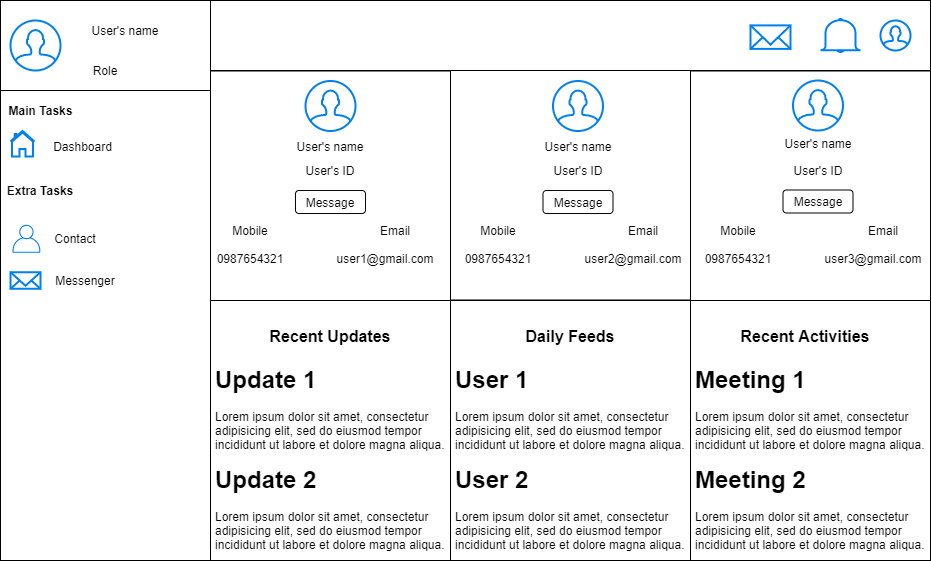 User's name
Role
Main Tasks
Dashboard
Extra Tasks
Contact
Messenger
User's name
User's ID
Message
Mobile Email
0987654321 user1@gmail.com
User's name
User's ID
Message
Mobile Email
0987654321 user2@gmail.com
User's name
User's ID
Message
Mobile Email
0987654321 user3@gmail.com
Recent Updates
Update 1
Lorem ipsum dolor sit amet, consectetur
adipisicing elit, sed do eiusmod tempor
incididunt ut labore et dolore magna aliqua.
Update 2
Lorem ipsum dolor sit amet, consectetur
adipisicing elit, sed do eiusmod tempor
incididunt ut labore et dolore magna aliqua.
Daily Feeds
User 1
Lorem ipsum dolor sit amet, consectetur
adipisicing elit, sed do eiusmod tempor
incididunt ut labore et dolore magna aliqua.
User 2
Lorem ipsum dolor sit amet, consectetur
adipisicing elit, sed do eiusmod tempor
incididunt ut labore et dolore magna aliqua.
Recent Activities
Meeting 1
Lorem ipsum dolor sit amet, consectetur
adipisicing elit, sed do eiusmod tempor
incididunt ut labore et dolore magna aliqua.
Meeting 2
Lorem ipsum dolor sit amet, consectetur
adipisicing elit, sed do eiusmod tempor
incididunt ut labore et dolore magna aliqua.